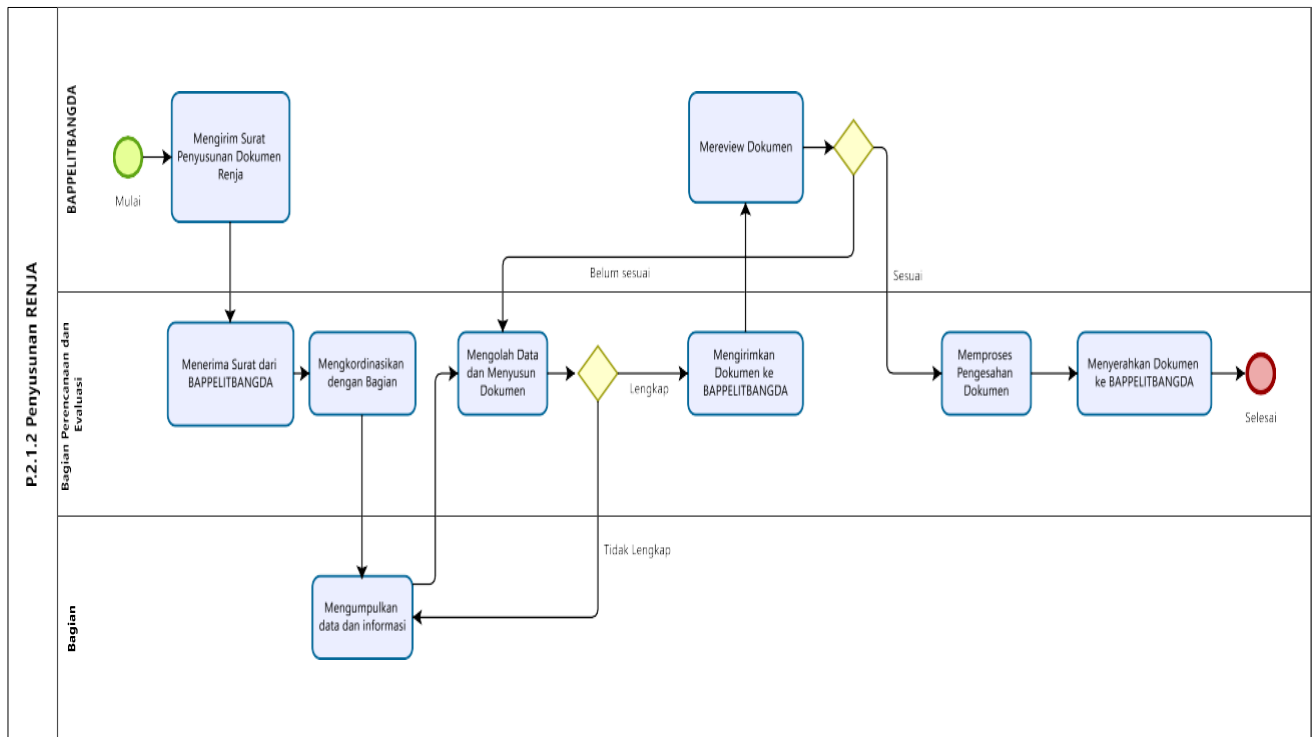 P.2.1.2 Penyusunan RENJA
BAPPELITBANGDA
Mulai
Mengirim Surat
Penyusunan Dokumen
Renja
Mereview Dokumen
Belum sesuai
Sesuai
Bagian Perencanaan dan
Evaluasi
Menerima Surat dari
BAPPELITBANGDA
Mengkordinasikan
dengan Bagian
Mengolah Data
dan Menyusun
Dokumen
Lengkap
Mengirimkan
Dokumen ke
BAPPELITBANGDA
Memproses
Pengesahan
Dokumen
Menyerahkan Dokumen
ke BAPPELITBANGDA
Selesai
Bagian
Tidak Lengkap
Mengumpulkan
data dan informasi